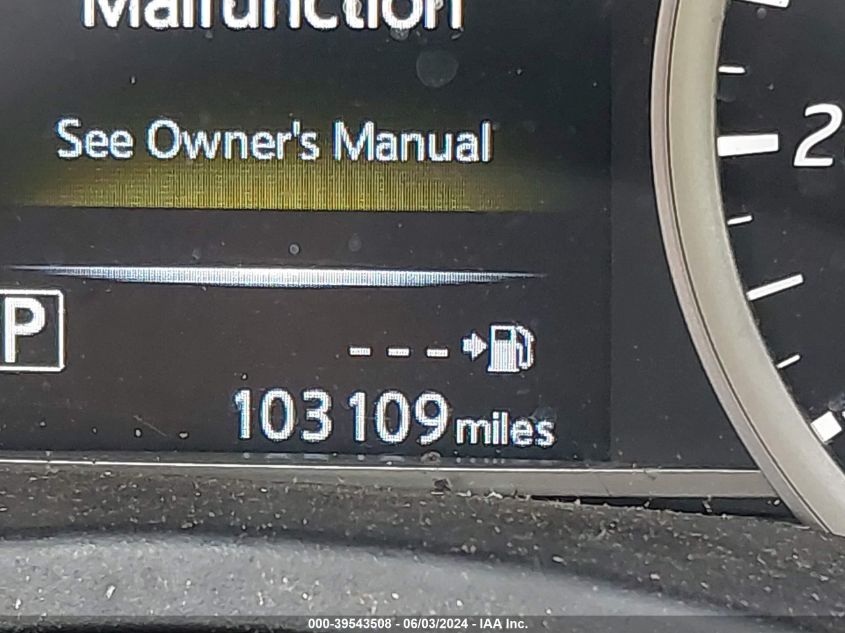 Malfunction
See Owner's Manual
2
P
---
103 109 miles
000-39543508 - 06/03/2024 - IAA Inc.